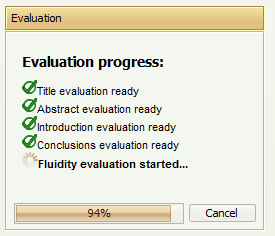 Evaluation
Evaluation progress:
Title evaluation ready
Abstract evaluation ready
Introduction evaluation ready
Conclusions evaluation ready
Fluidity evaluation started...
94%
Cancel